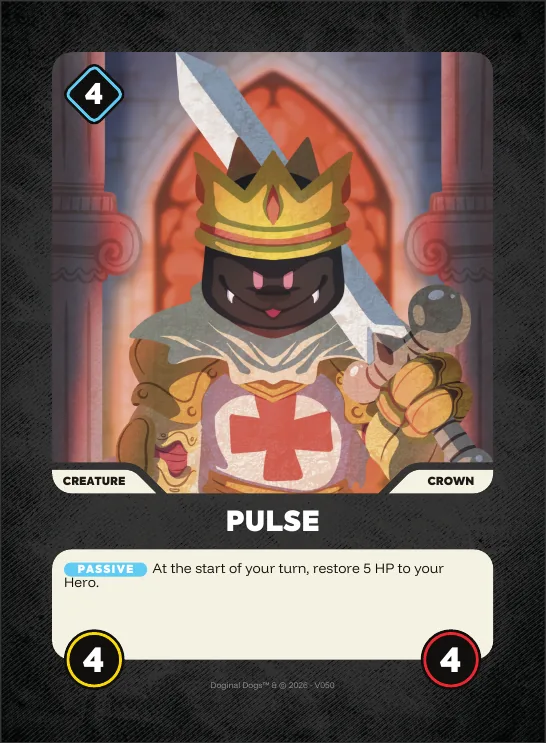 4
CREATURE
CROWN
PULSE
PASSIVE At the start of your turn, restore 5 HP to your
Hero.
4
4
Doginal Dogs™ & © 2026 - V050